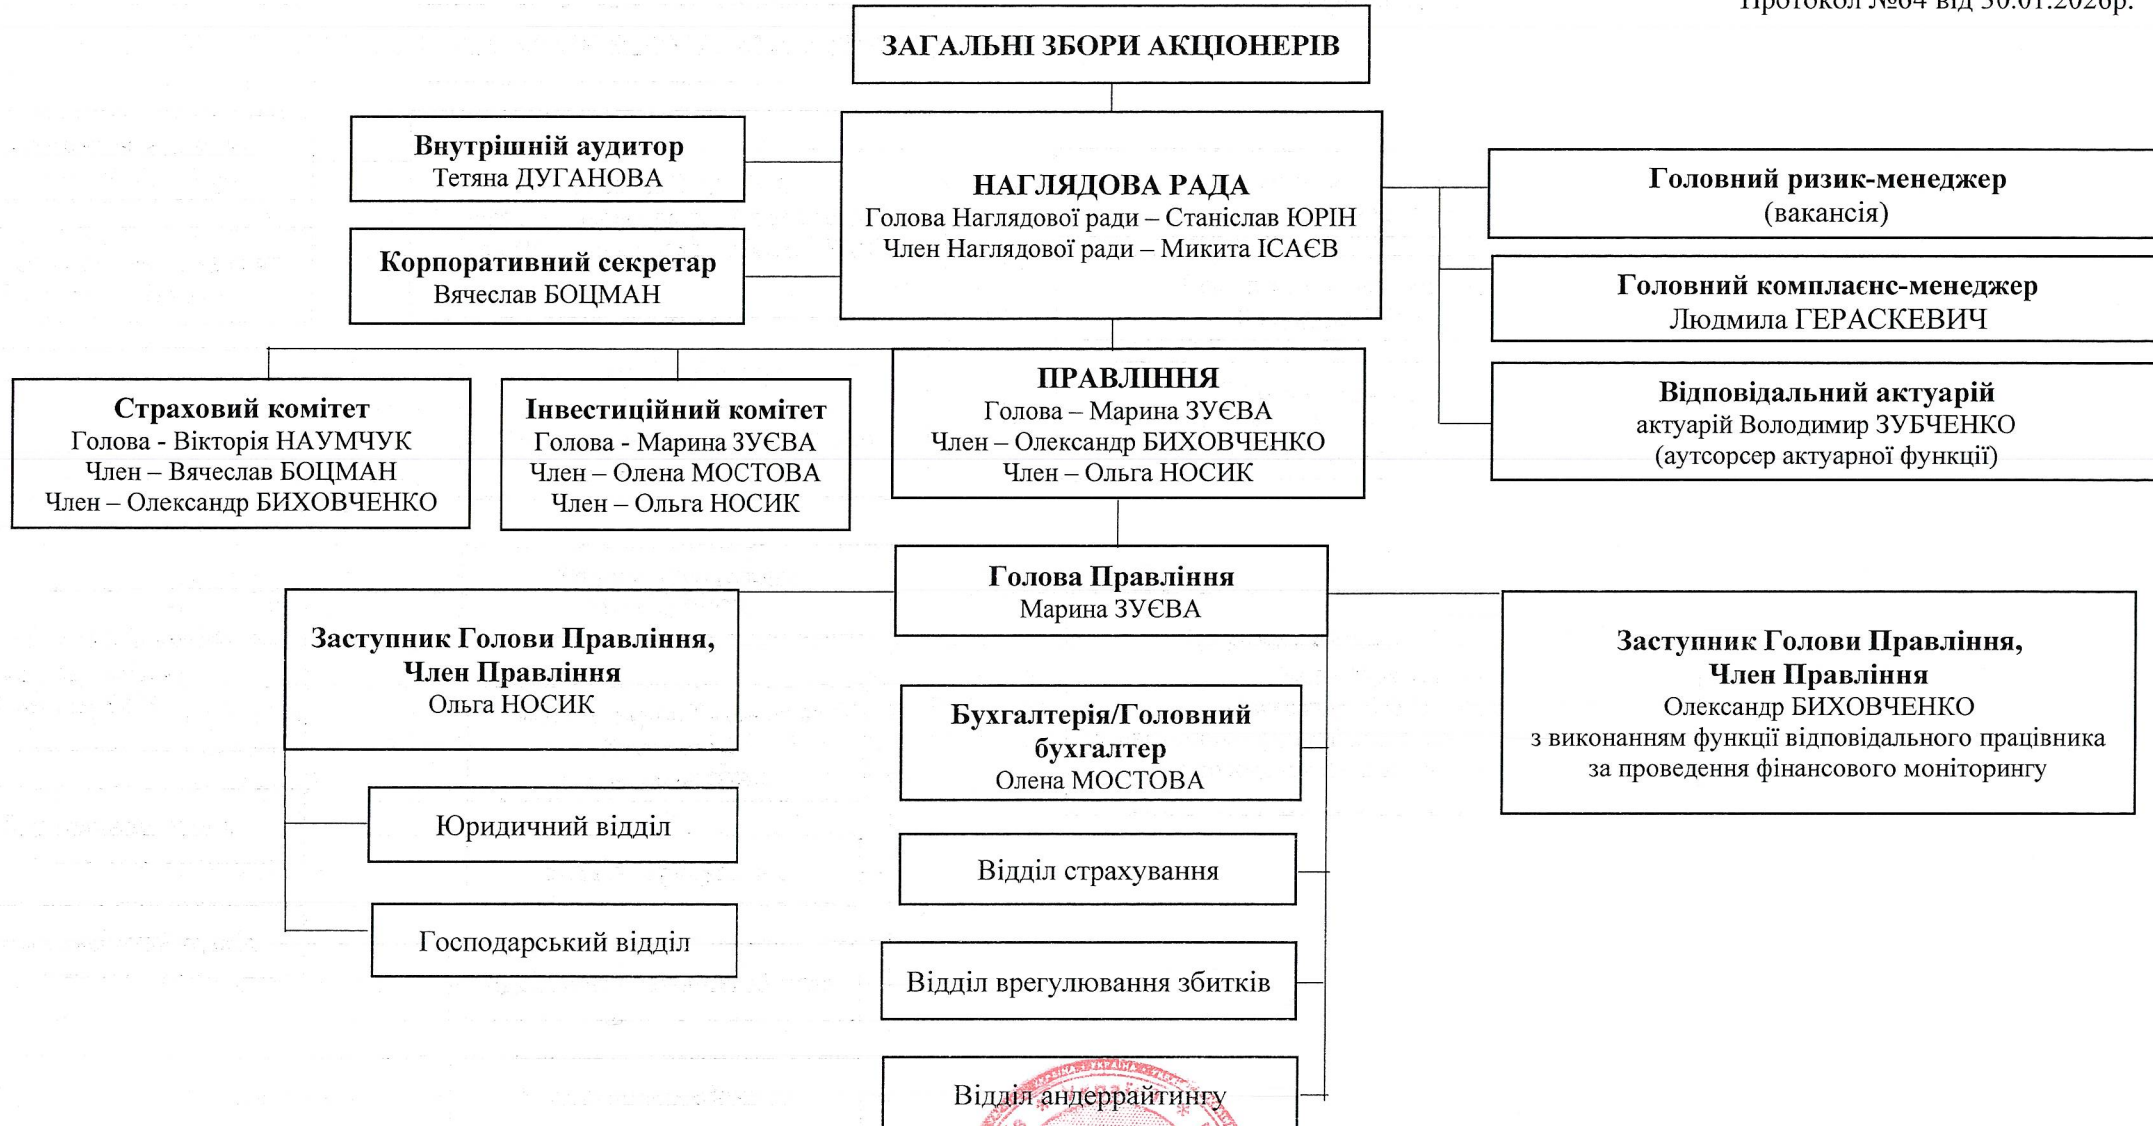 Протокол №64 від 30.01.2026р.
ЗАГАЛЬНІ ЗБОРИ АКЦІОНЕРІВ
Внутрішній аудитор
Тетяна ДУГАНОВА
Корпоративний секретар
Вячеслав БОЦМАН
НАГЛЯДОВА РАДА
Голова Наглядової ради – Станіслав ЮРІН
Член Наглядової ради – Микита ІСАЄВ
Головний ризик-менеджер
(вакансія)
Головний комплаєнс-менеджер
Людмила ГЕРАСКЕВИЧ
Відповідальний актуарій
актуарій Володимир ЗУБЧЕНКО
(аутсорсер актуарної функції)
Страховий комітет
Голова - Вікторія НАУМЧУК
Член – Вячеслав БОЦМАН
Член – Олександр БИХОВЧЕНКО
Інвестиційний комітет
Голова - Марина ЗУЄВА
Член – Олена МОСТОВА
Член – Ольга НОСИК
ПРАВЛІННЯ
Голова – Марина ЗУЄВА
Член – Олександр БИХОВЧЕНКО
Член – Ольга НОСИК
Голова Правління
Марина ЗУЄВА
Заступник Голови Правління,
Член Правління
Ольга НОСИК
Юридичний відділ
Господарський відділ
Бухгалтерія/Головний
бухгалтер
Олена МОСТОВА
Відділ страхування
Відділ врегулювання збитків
Відділ андеррайтингу
Заступник Голови Правління,
Член Правління
Олександр БИХОВЧЕНКО
з виконанням функції відповідального працівника
за проведення фінансового моніторингу